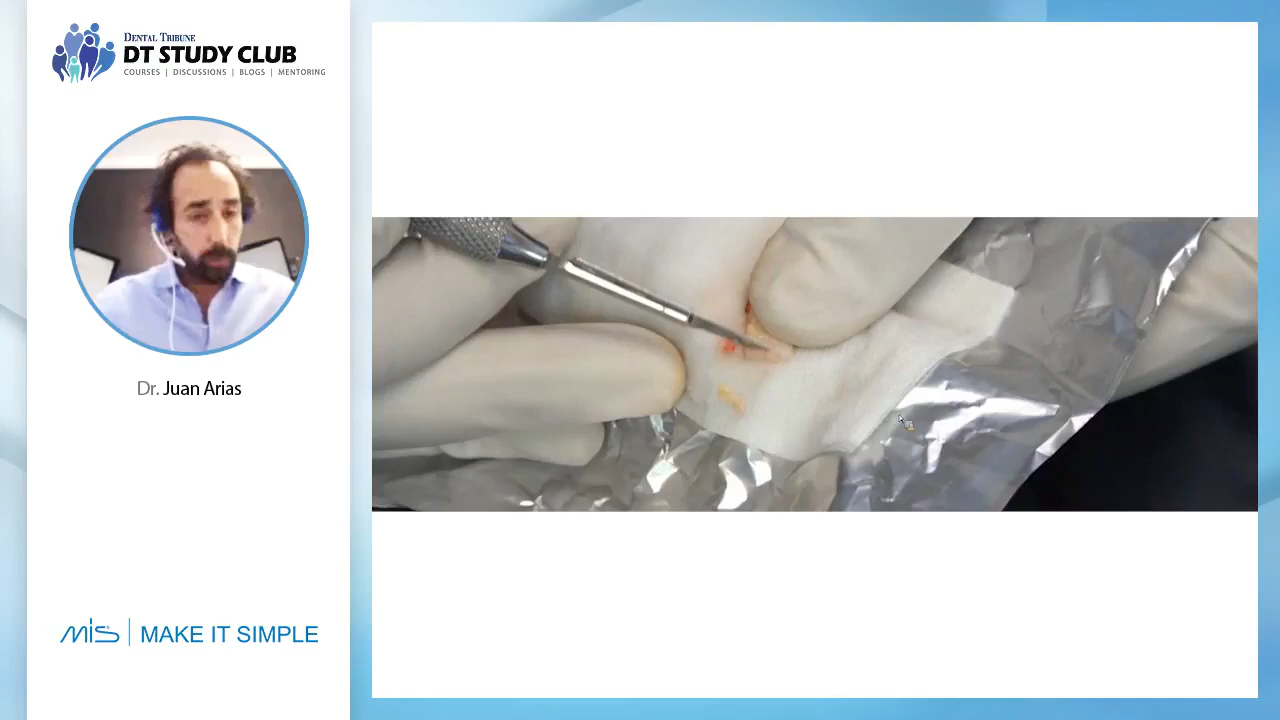 DENTAL TRIBUNE
DT STUDY CLUB
COURSES | DISCUSSIONS | BLOGS | MENTORING
Dr. Juan Arias
mis® | MAKE IT SIMPLE